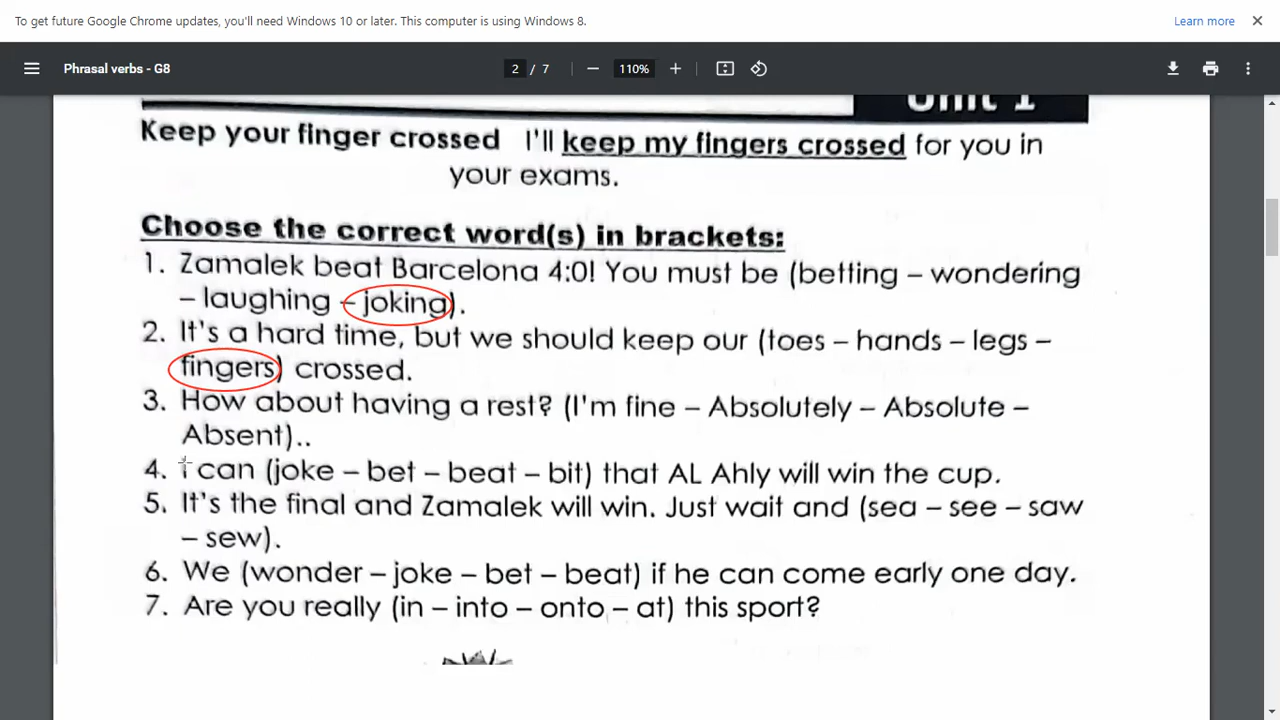 To get future Google Chrome updates, you'll need Windows 10 or later. This computer is using Windows 8.
Learn more
Phrasal verbs - G8
2 / 7
110%
Unit 1
Keep your finger crossed I'll keep my fingers crossed for you in
your exams.
Choose the correct word(s) in brackets:
1. Zamalek beat Barcelona 4:0! You must be (betting – wondering
– laughing – joking).
2. It's a hard time, but we should keep our (toes – hands – legs –
fingers) crossed.
3. How about having a rest? (I'm fine – Absolutely – Absolute –
Absent)..
4. I can (joke – bet – beat – bit) that AL Ahly will win the cup.
5. It's the final and Zamalek will win. Just wait and (sea – see – saw
– sew).
6. We (wonder – joke – bet – beat) if he can come early one day.
7. Are you really (in – into – onto – at) this sport?